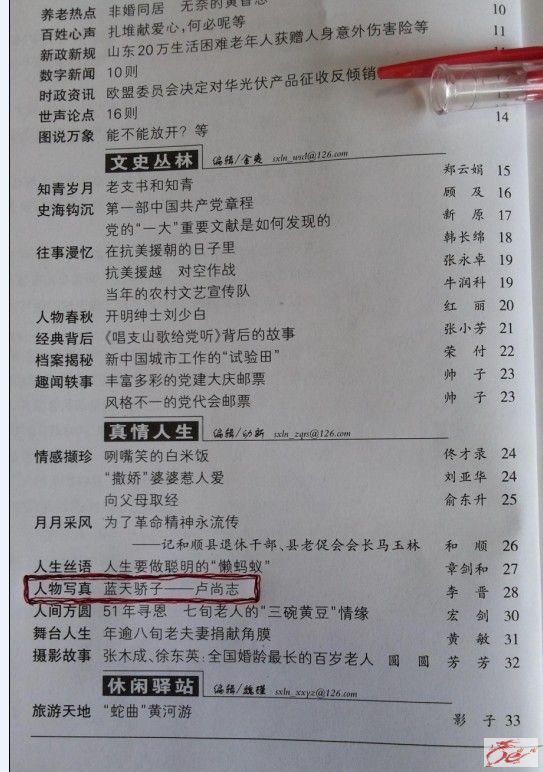 养老热点 非婚同居 无奈的黄昏恋 10
百姓心声 扎堆献爱心,何必呢等 11
新政新规 山东20万生活困难老年人获赠人身意外伤害险等
数字新闻 10则
时政资讯 欧盟委员会决定对华光伏产品征收反倾销
世声论点 16则 14
图说万象 能不能放开?等
文史丛林 编辑/金爽 sxln_wsd@126.com
知青岁月 老支书和知青 郑云娟 15
史海钩沉 第一部中国共产党章程 顾及 16
党的“一大”重要文献是如何发现的 新原 17
往事漫忆 在抗美援朝的日子里 韩长绵 18
抗美援越 对空作战 张永卓 19
当年的农村文艺宣传队 牛润科 19
人物春秋 开明绅士刘少白 红丽 20
经典背后 《唱支山歌给党听》背后的故事 张小芳 21
档案揭秘 新中国城市工作的“试验田” 荣付 22
趣闻轶事 丰富多彩的党建大庆邮票 帅子 23
风格不一的党代会邮票 帅子 23
真情人生 编辑/幼新 sxln_zqrs@126.com
情感撷珍 咧嘴笑的白米饭 佟才录 24
“撒娇”婆婆惹人爱 刘亚华 24
向父母取经 俞东升 25
月月采风 为了革命精神永流传
——记和顺县退休干部、县老促会会长马玉林 和顺 26
人生丝语 人生要做聪明的“懒蚂蚁” 章剑和 27
人物写真 蓝天骄子——卢尚志 李晋 28
人间方圆 51年寻恩 七旬老人的“三碗黄豆”情缘 宏剑 30
舞台人生 年逾八旬老夫妻捐献角膜 黄敏 31
摄影故事 张木成、徐东英:全国婚龄最长的百岁老人 圆圆 芳芳 32
休闲驿站 编辑/魏瑾 sxln_xxyz@126.com
旅游天地 “蛇曲”黄河游 影子 33